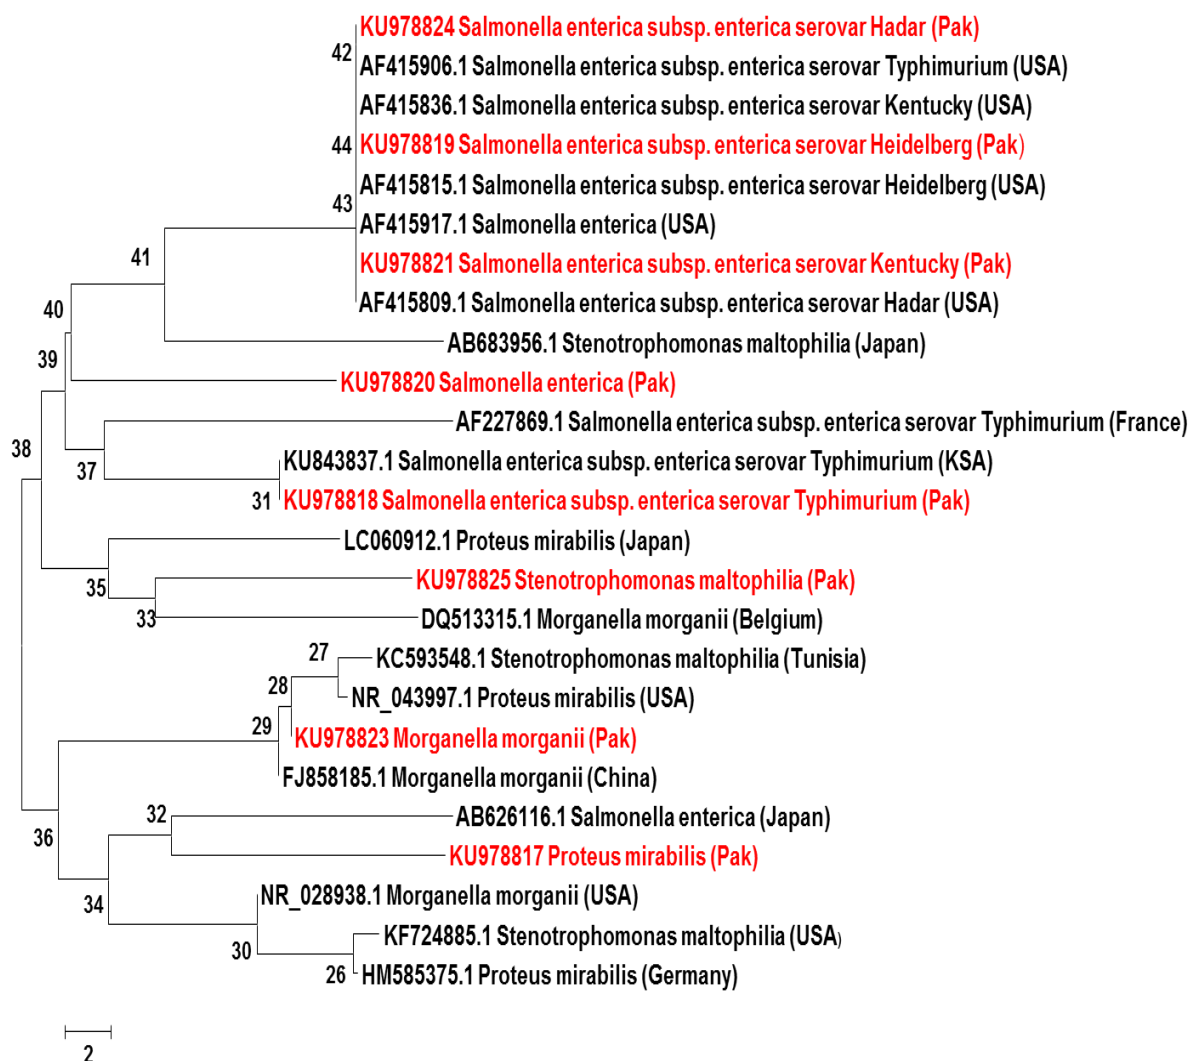 KU978824 Salmonella enterica subsp. enterica serovar Hadar (Pak)
42
AF415906.1 Salmonella enterica subsp. enterica serovar Typhimurium (USA)
AF415836.1 Salmonella enterica subsp. enterica serovar Kentucky (USA)
44
KU978819 Salmonella enterica subsp. enterica serovar Heidelberg (Pak)
AF415815.1 Salmonella enterica subsp. enterica serovar Heidelberg (USA)
43
AF415917.1 Salmonella enterica (USA)
41
KU978821 Salmonella enterica subsp. enterica serovar Kentucky (Pak)
AF415809.1 Salmonella enterica subsp. enterica serovar Hadar (USA)
40
AB683956.1 Stenotrophomonas maltophilia (Japan)
39
KU978820 Salmonella enterica (Pak)
AF227869.1 Salmonella enterica subsp. enterica serovar Typhimurium (France)
38
37
KU843837.1 Salmonella enterica subsp. enterica serovar Typhimurium (KSA)
31
KU978818 Salmonella enterica subsp. enterica serovar Typhimurium (Pak)
LC060912.1 Proteus mirabilis (Japan)
35
KU978825 Stenotrophomonas maltophilia (Pak)
33
DQ513315.1 Morganella morganii (Belgium)
27
KC593548.1 Stenotrophomonas maltophilia (Tunisia)
28
NR_043997.1 Proteus mirabilis (USA)
29
KU978823 Morganella morganii (Pak)
FJ858185.1 Morganella morganii (China)
32
AB626116.1 Salmonella enterica (Japan)
36
KU978817 Proteus mirabilis (Pak)
34
NR_028938.1 Morganella morganii (USA)
30
KF724885.1 Stenotrophomonas maltophilia (USA)
26
HM585375.1 Proteus mirabilis (Germany)
2